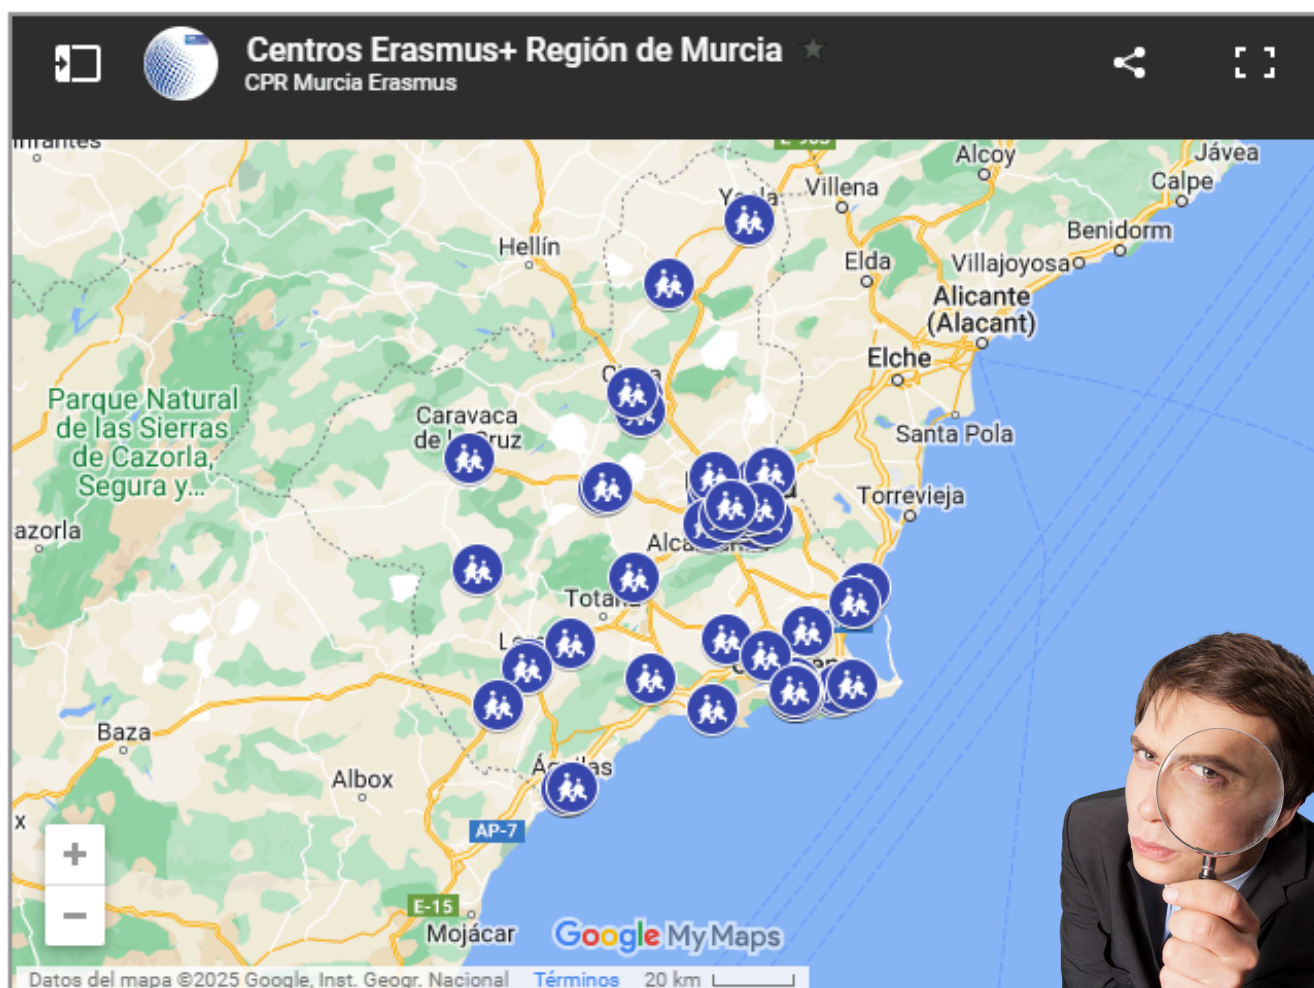 Centros Erasmus+ Región de Murcia
CPR Murcia Erasmus
Alcoy
Jávea
Calpe
Villena
Benidorm
Hellín
Elda
Villajoyosa
Alicante
(Alacant)
Elche
Parque Natural
de las Sierras
de Cazorla,
Segura y...
Caravaca
Santa Pola
Torrevieja
azorla
Baza
Albox
x
AP-7
E-15
Mojácar
Google My Maps
Datos del mapa ©2025 Google, Inst. Geogr. Nacional Términos 20 km